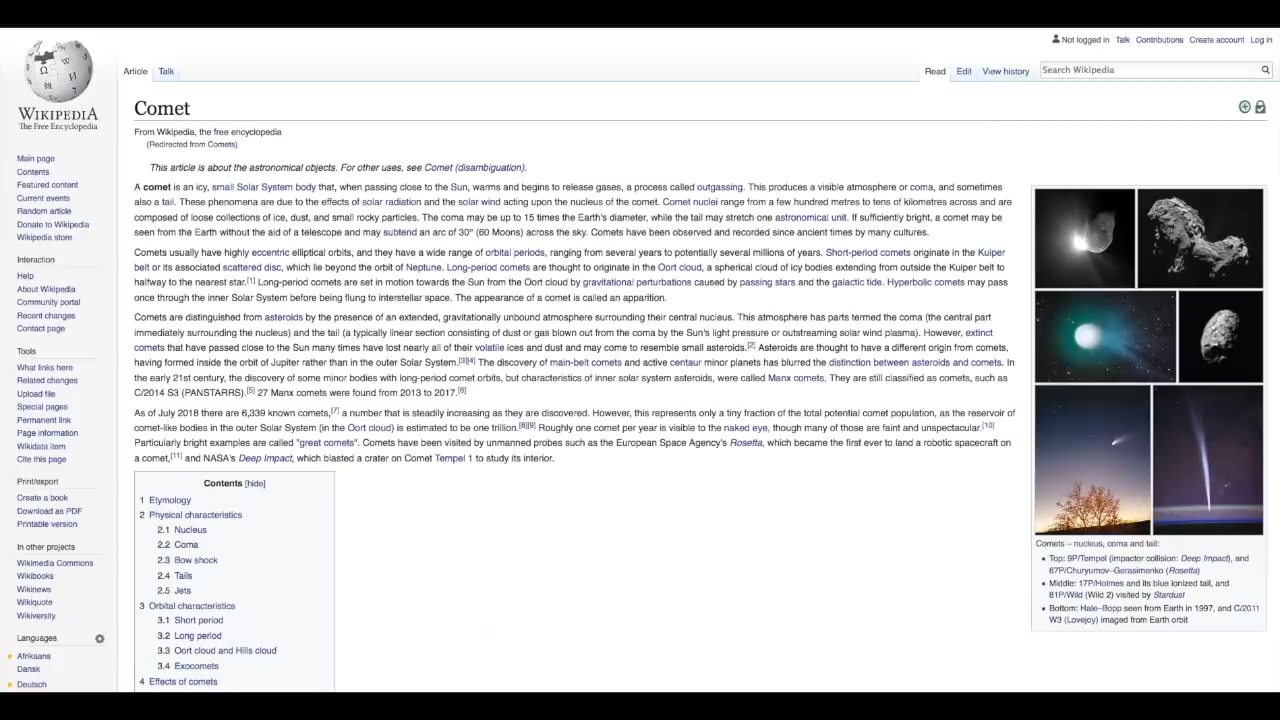 Not logged in Talk Contributions Create account Log in
Article Talk
Read Edit View history Search Wikipedia
WIKIPEDIA
The Free Encyclopedia
Main page
Contents
Featured content
Current events
Random article
Donate to Wikipedia
Wikipedia store
Interaction
Help
About Wikipedia
Community portal
Recent changes
Contact page
Tools
What links here
Related changes
Upload file
Special pages
Permanent link
Page information
Wikidata item
Cite this page
Print/export
Create a book
Download as PDF
Printable version
In other projects
Wikimedia Commons
Wikibooks
Wikinews
Wikiquote
Wikiversity
Languages
Afrikaans
Dansk
Deutsch
Comet
From Wikipedia, the free encyclopedia
(Redirected from Comets)
This article is about the astronomical objects. For other uses, see Comet (disambiguation).
A comet is an icy, small Solar System body that, when passing close to the Sun, warms and begins to release gases, a process called outgassing. This produces a visible atmosphere or coma, and sometimes
also a tail. These phenomena are due to the effects of solar radiation and the solar wind acting upon the nucleus of the comet. Comet nuclei range from a few hundred metres to tens of kilometres across and are
composed of loose collections of ice, dust, and small rocky particles. The coma may be up to 15 times the Earth's diameter, while the tail may stretch one astronomical unit. If sufficiently bright, a comet may be
seen from the Earth without the aid of a telescope and may subtend an arc of 30° (60 Moons) across the sky. Comets have been observed and recorded since ancient times by many cultures.
Comets usually have highly eccentric elliptical orbits, and they have a wide range of orbital periods, ranging from several years to potentially several millions of years. Short-period comets originate in the Kuiper
belt or its associated scattered disc, which lie beyond the orbit of Neptune. Long-period comets are thought to originate in the Oort cloud, a spherical cloud of icy bodies extending from outside the Kuiper belt to
halfway to the nearest star.[1] Long-period comets are set in motion towards the Sun from the Oort cloud by gravitational perturbations caused by passing stars and the galactic tide. Hyperbolic comets may pass
once through the inner Solar System before being flung to interstellar space. The appearance of a comet is called an apparition.
Comets are distinguished from asteroids by the presence of an extended, gravitationally unbound atmosphere surrounding their central nucleus. This atmosphere has parts termed the coma (the central part
immediately surrounding the nucleus) and the tail (a typically linear section consisting of dust or gas blown out from the coma by the Sun's light pressure or outstreaming solar wind plasma). However, extinct
comets that have passed close to the Sun many times have lost nearly all of their volatile ices and dust and may come to resemble small asteroids.[2] Asteroids are thought to have a different origin from comets,
having formed inside the orbit of Jupiter rather than in the outer Solar System.[3][4] The discovery of main-belt comets and active centaur minor planets has blurred the distinction between asteroids and comets. In
the early 21st century, the discovery of some minor bodies with long-period comet orbits, but characteristics of inner solar system asteroids, were called Manx comets. They are still classified as comets, such as
C/2014 S3 (PANSTARRS).[5] 27 Manx comets were found from 2013 to 2017.[6]
As of July 2018 there are 6,339 known comets,[7] a number that is steadily increasing as they are discovered. However, this represents only a tiny fraction of the total potential comet population, as the reservoir of
comet-like bodies in the outer Solar System (in the Oort cloud) is estimated to be one trillion.[8][9] Roughly one comet per year is visible to the naked eye, though many of those are faint and unspectacular.[10]
Particularly bright examples are called "great comets". Comets have been visited by unmanned probes such as the European Space Agency's Rosetta, which became the first ever to land a robotic spacecraft on
a comet,[11] and NASA's Deep Impact, which blasted a crater on Comet Tempel 1 to study its interior.
Contents [hide]
1 Etymology
2 Physical characteristics
2.1 Nucleus
2.2 Coma
2.3 Bow shock
2.4 Tails
2.5 Jets
3 Orbital characteristics
3.1 Short period
3.2 Long period
3.3 Oort cloud and Hills cloud
3.4 Exocomets
4 Effects of comets
Comets – nucleus, coma and tail:
• Top: 9P/Tempel (impactor collision: Deep Impact), and
67P/Churyumov–Gerasimenko (Rosetta)
• Middle: 17P/Holmes and its blue ionized tail, and
81P/Wild (Wild 2) visited by Stardust
• Bottom: Hale–Bopp seen from Earth in 1997, and C/2011
W3 (Lovejoy) imaged from Earth orbit